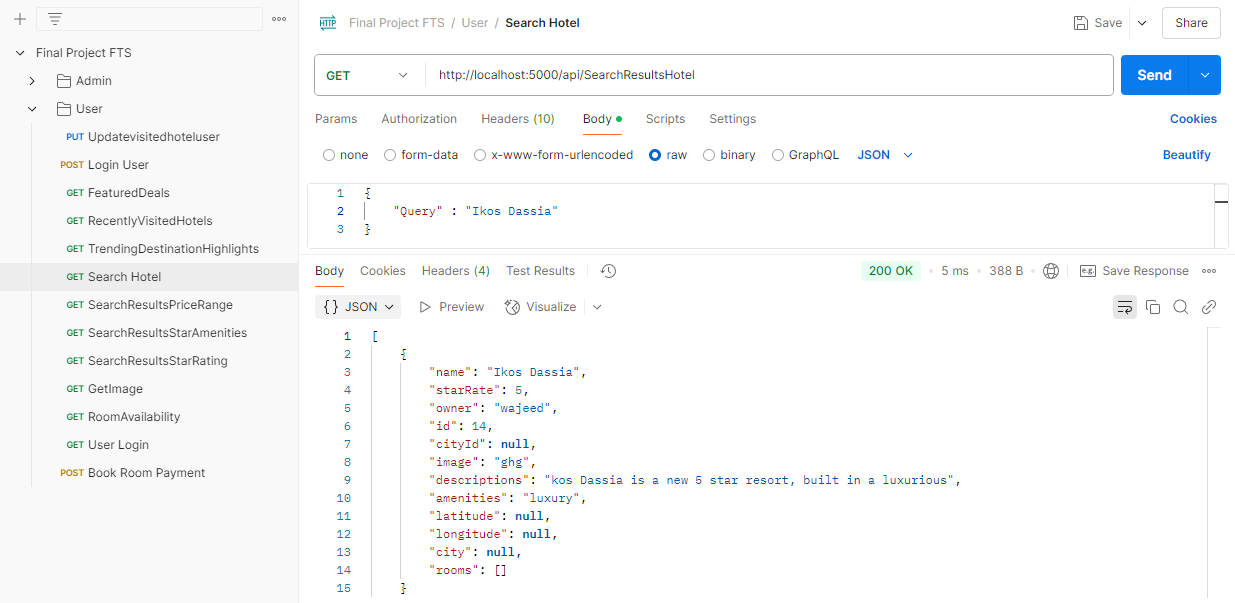 Final Project FTS
Admin
User
PUT Updatevisitedhoteluser
POST Login User
GET FeaturedDeals
GET RecentlyVisitedHotels
GET TrendingDestinationHighlights
GET Search Hotel
GET SearchResultsPriceRange
GET SearchResultsStarAmenities
GET SearchResultsStarRating
GET GetImage
GET RoomAvailability
GET User Login
POST Book Room Payment
HTTP Final Project FTS / User / Search Hotel Save Share
GET http://localhost:5000/api/SearchResultsHotel Send
Params Authorization Headers (10) Body Scripts Settings Cookies
none form-data x-www-form-urlencoded raw binary GraphQL JSON Beautify
1 {
2 "Query" : "Ikos Dassia"
3 }
Body Cookies Headers (4) Test Results 200 OK 5 ms 388 B e.g. Save Response
{} JSON Preview Visualize
1 [
2 {
3 "name": "Ikos Dassia",
4 "starRate": 5,
5 "owner": "wajeed",
6 "id": 14,
7 "cityId": null,
8 "image": "ghg",
9 "descriptions": "kos Dassia is a new 5 star resort, built in a luxurious",
10 "amenities": "luxury",
11 "latitude": null,
12 "longitude": null,
13 "city": null,
14 "rooms": []
15 }